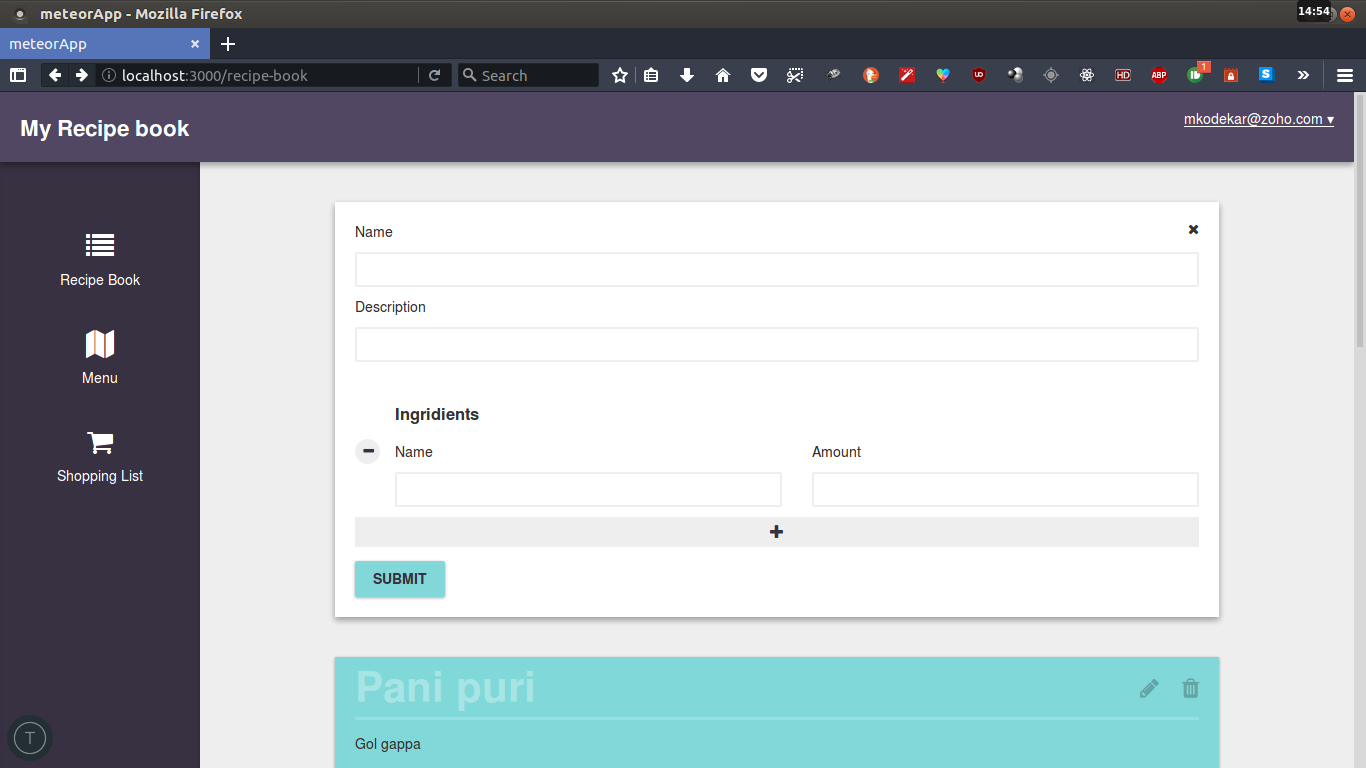 meteorApp - Mozilla Firefox
14:54
meteorApp
localhost:3000/recipe-book
Search
HD
ABP
1
S
My Recipe book
mkodekar@zoho.com ▾
Recipe Book
Menu
Shopping List
Name
Description
Ingridients
Name
Amount
SUBMIT
Pani puri
Gol gappa
T